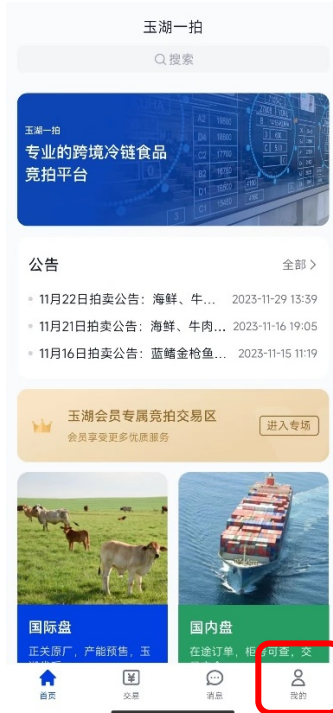 玉湖一拍
搜索
玉湖一拍
专业的跨境冷链食品
竞拍平台
公告
全部 >
11月22日拍卖公告：海鲜、牛... 2023-11-29 13:39
11月21日拍卖公告：海鲜、牛肉... 2023-11-16 19:05
11月16日拍卖公告：蓝鳍金枪鱼... 2023-11-15 11:19
玉湖会员专属竞拍交易区
会员享受更多优质服务
进入专场
国际盘
正关原厂，产能预售，玉
国内盘
在途订单，柜号可查，交
首页
交易
消息
我的